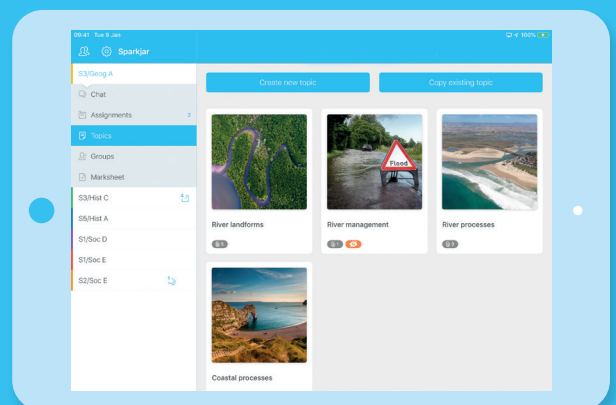 09:41 Tue 9 Jan
100%
Sparkjar
S3/Geog A
Chat
Assignments 3
Topics
Groups
Marksheet
S3/Hist C
S5/Hist A
S1/Soc D
S1/Soc E
S2/Soc E
Create new topic
Copy existing topic
Flood
River landforms
River management
River processes
Coastal processes